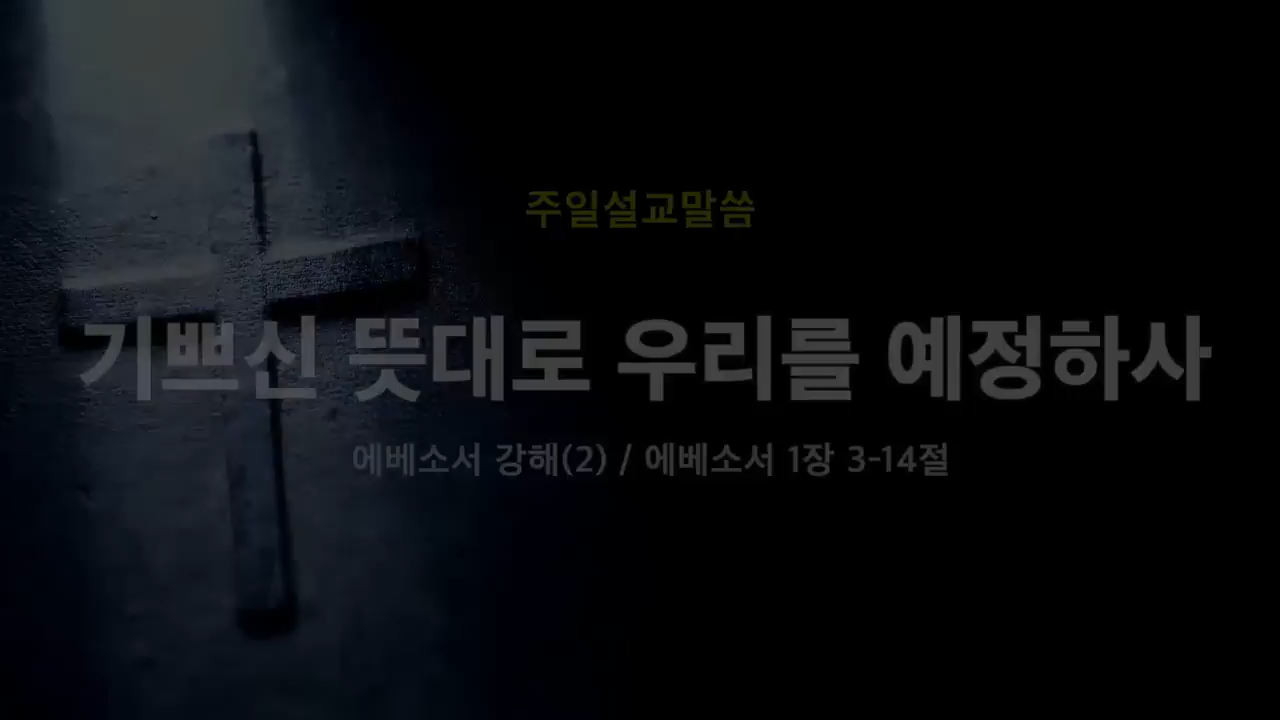 주일설교말씀
기쁘신 뜻대로 우리를 예정하사
에베소서 강해(2) / 에베소서 1장 3-14절